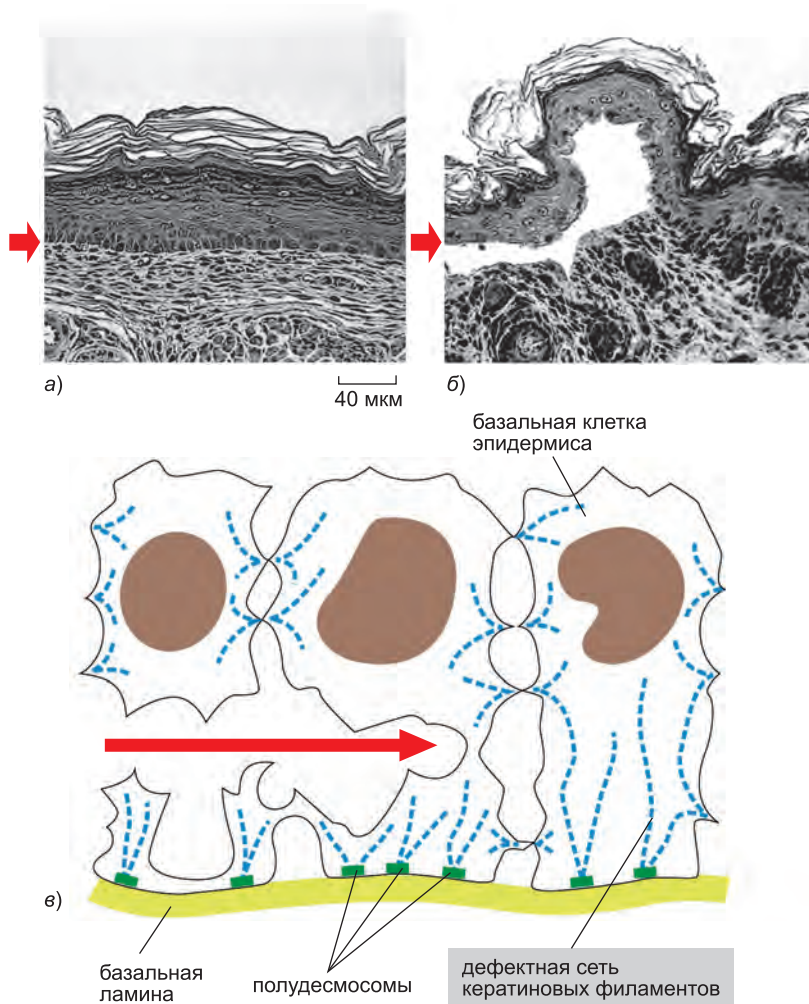 а)
40 мкм
б)
базальная клетка
эпидермиса
в)
базальная
ламина
полудесмосомы
дефектная сеть
кератиновых филаментов